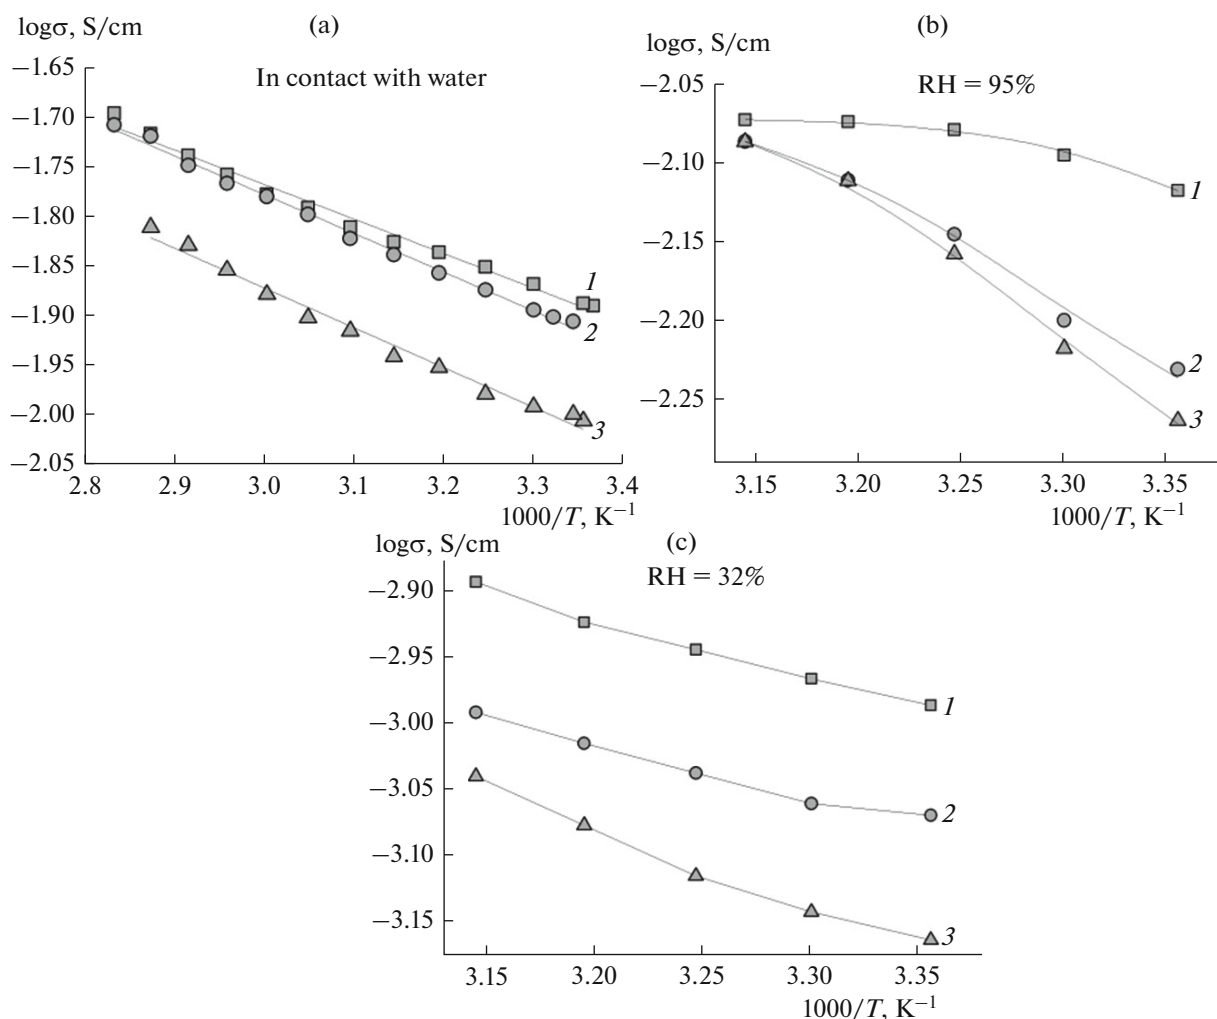 (a)
logσ, S/cm
In contact with water
−1.65
−1.70
−1.75
−1.80
−1.85
−1.90
−1.95
−2.00
−2.05
1
2
3
2.8 2.9 3.0 3.1 3.2 3.3 3.4
1000/T, K⁻¹
(b)
logσ, S/cm
RH = 95%
−2.05
−2.10
−2.15
−2.20
−2.25
1
2
3
3.15 3.20 3.25 3.30 3.35
1000/T, K⁻¹
(c)
logσ, S/cm
RH = 32%
−2.90
−2.95
−3.00
−3.05
−3.10
−3.15
1
2
3
3.15 3.20 3.25 3.30 3.35
1000/T, K⁻¹